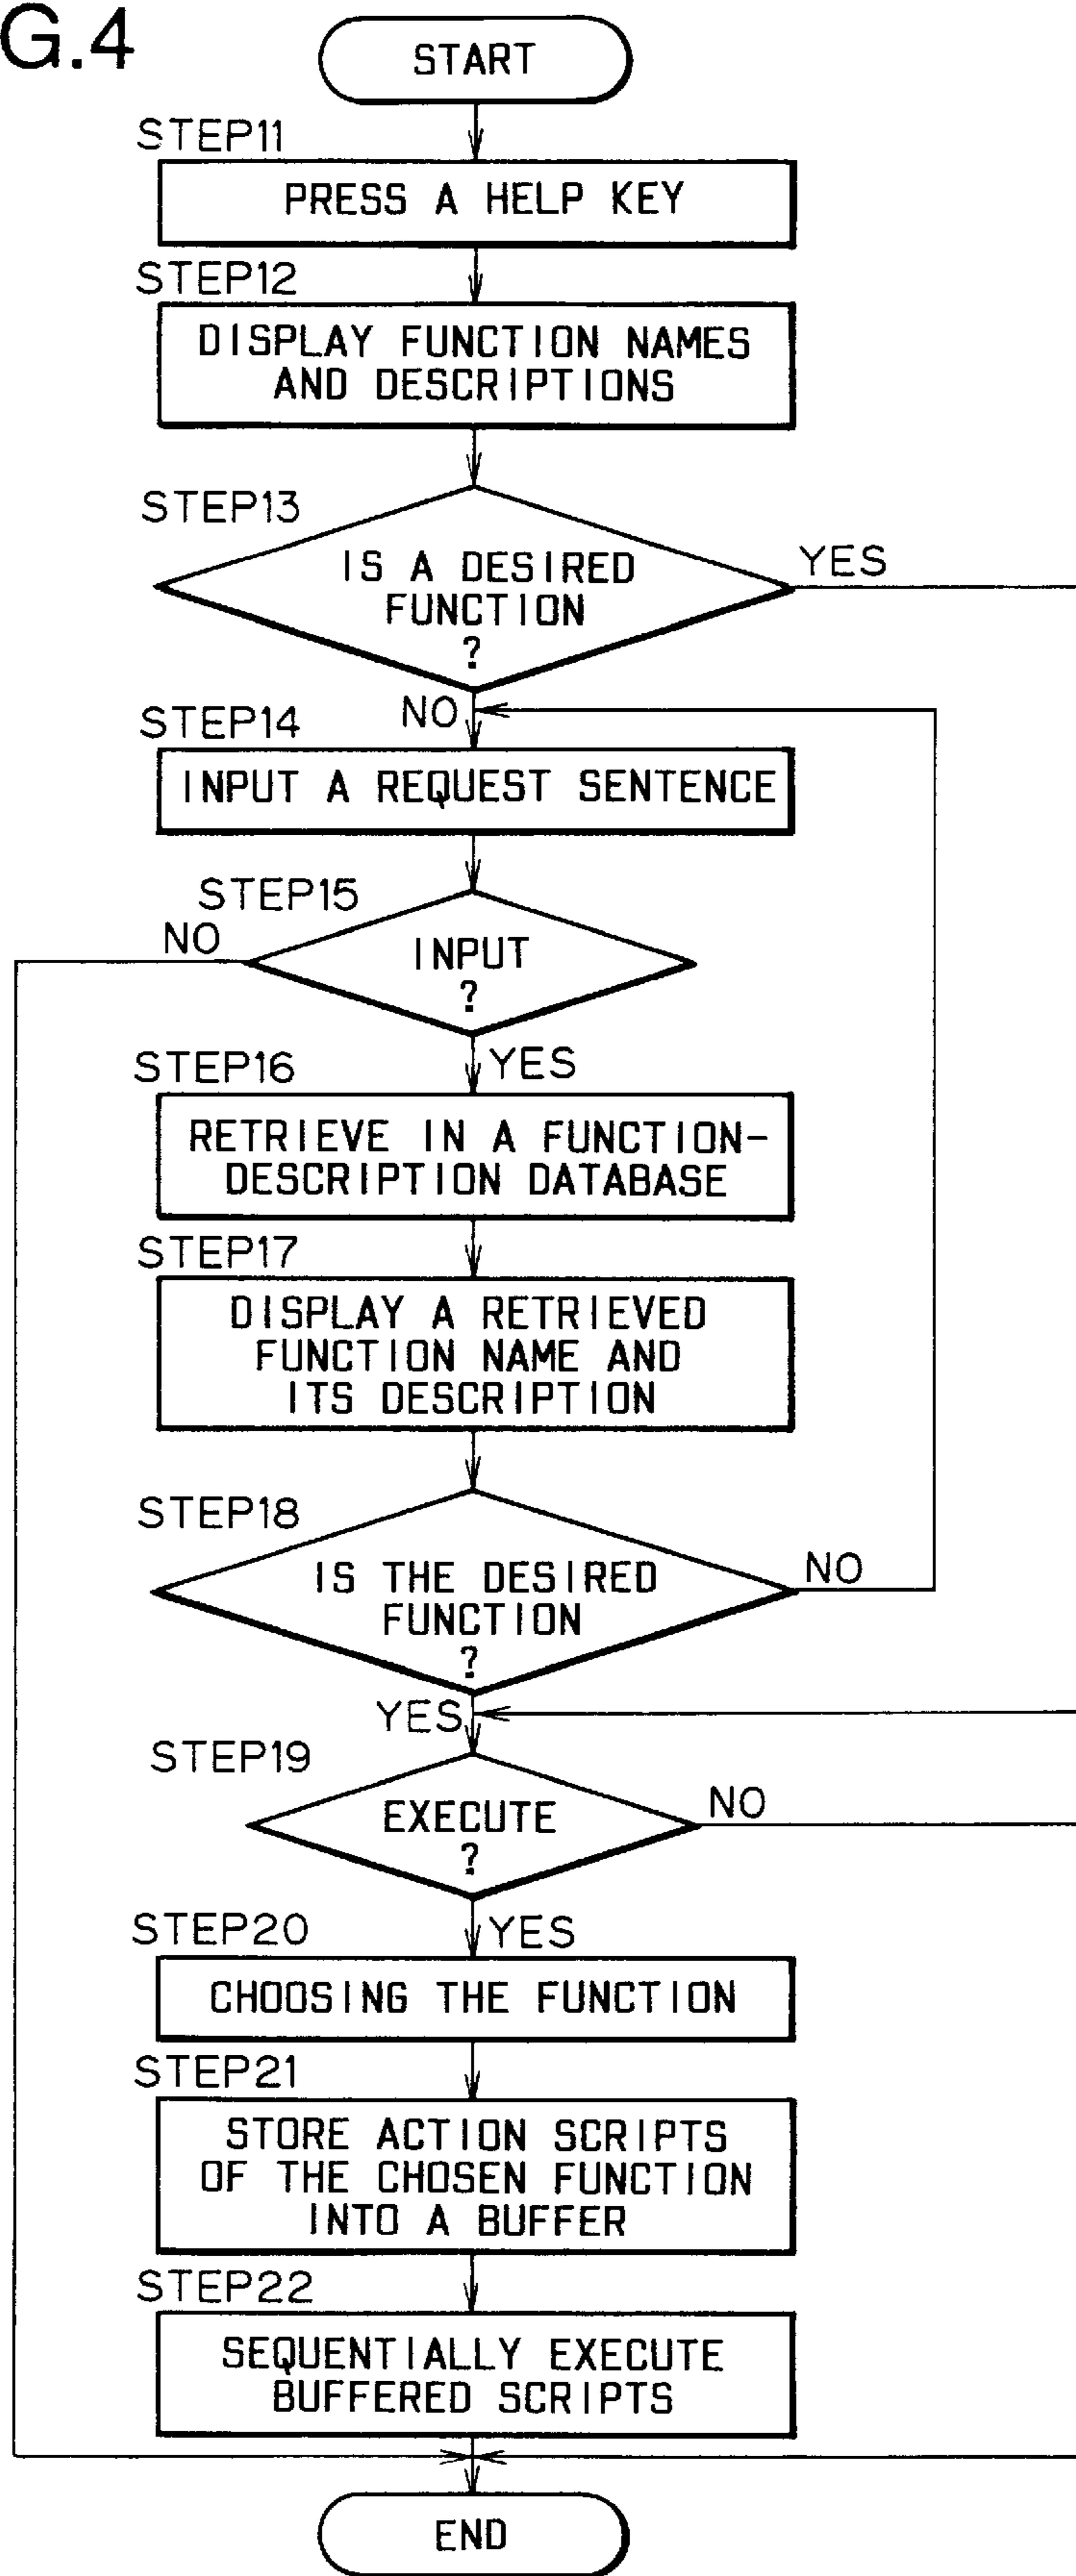 G.4
START
STEP11
PRESS A HELP KEY
STEP12
DISPLAY FUNCTION NAMES
AND DESCRIPTIONS
STEP13
IS A DESIRED
FUNCTION
?
YES
NO
STEP14
INPUT A REQUEST SENTENCE
STEP15
INPUT
?
NO
YES
STEP16
RETRIEVE IN A FUNCTION-
DESCRIPTION DATABASE
STEP17
DISPLAY A RETRIEVED
FUNCTION NAME AND
ITS DESCRIPTION
STEP18
IS THE DESIRED
FUNCTION
?
NO
YES
STEP19
EXECUTE
?
NO
YES
STEP20
CHOOSING THE FUNCTION
STEP21
STORE ACTION SCRIPTS
OF THE CHOSEN FUNCTION
INTO A BUFFER
STEP22
SEQUENTIALLY EXECUTE
BUFFERED SCRIPTS
END